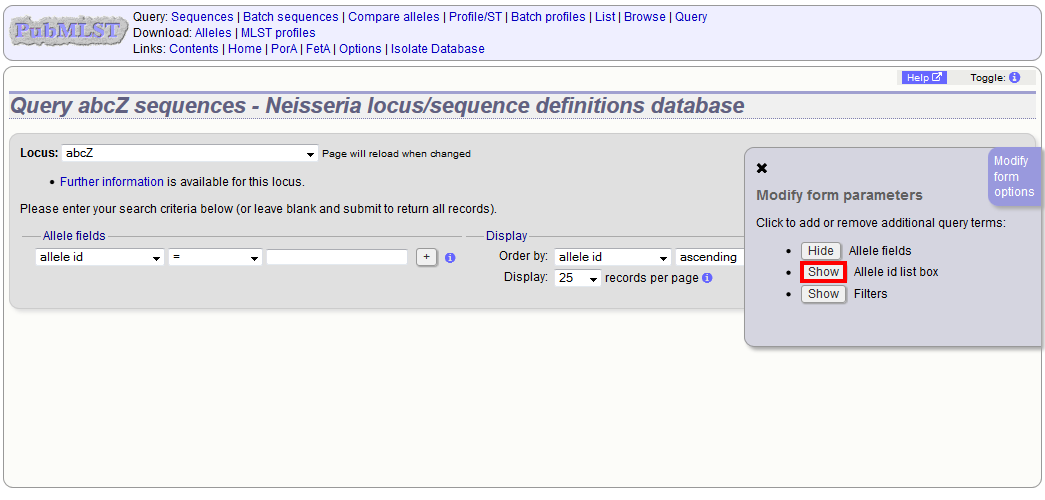 PubMLST
Query: Sequences | Batch sequences | Compare alleles | Profile/ST | Batch profiles | List | Browse | Query
Download: Alleles | MLST profiles
Links: Contents | Home | PorA | FetA | Options | Isolate Database
Help Toggle: i
Query abcZ sequences - Neisseria locus/sequence definitions database
Locus: abcZ Page will reload when changed
• Further information is available for this locus.
Please enter your search criteria below (or leave blank and submit to return all records).
Allele fields
allele id = + i
Display
Order by: allele id ascending
Display: 25 records per page i
Modify
form
options
✖
Modify form parameters
Click to add or remove additional query terms:
• Hide Allele fields
• Show Allele id list box
• Show Filters